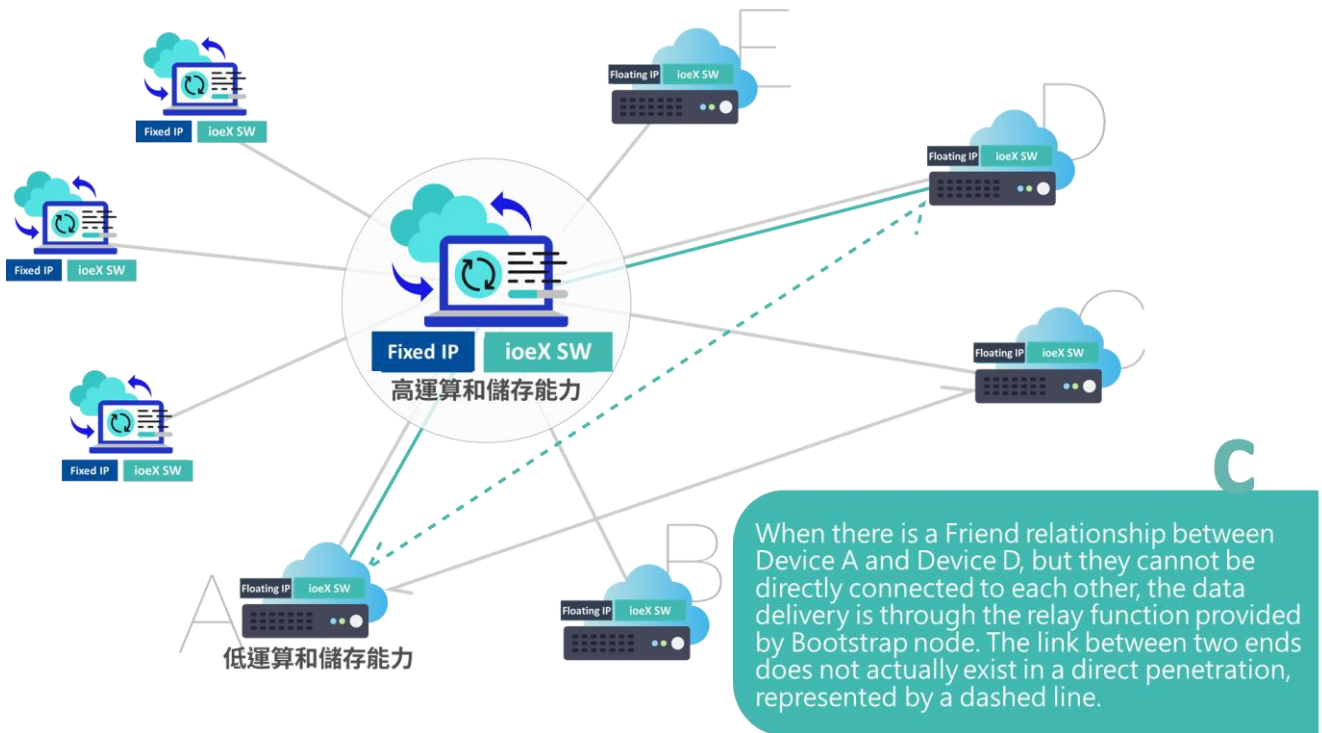 E
Floating IP ioeX SW
Fixed IP ioeX SW
D
Floating IP ioeX SW
Fixed IP ioeX SW
C
Floating IP ioeX SW
Fixed IP ioeX SW
高運算和儲存能力
Fixed IP ioeX SW
A
Floating IP ioeX SW
低運算和儲存能力
B
Floating IP ioeX SW
C
When there is a Friend relationship between
Device A and Device D, but they cannot be
directly connected to each other, the data
delivery is through the relay function provided
by Bootstrap node. The link between two ends
does not actually exist in a direct penetration,
represented by a dashed line.